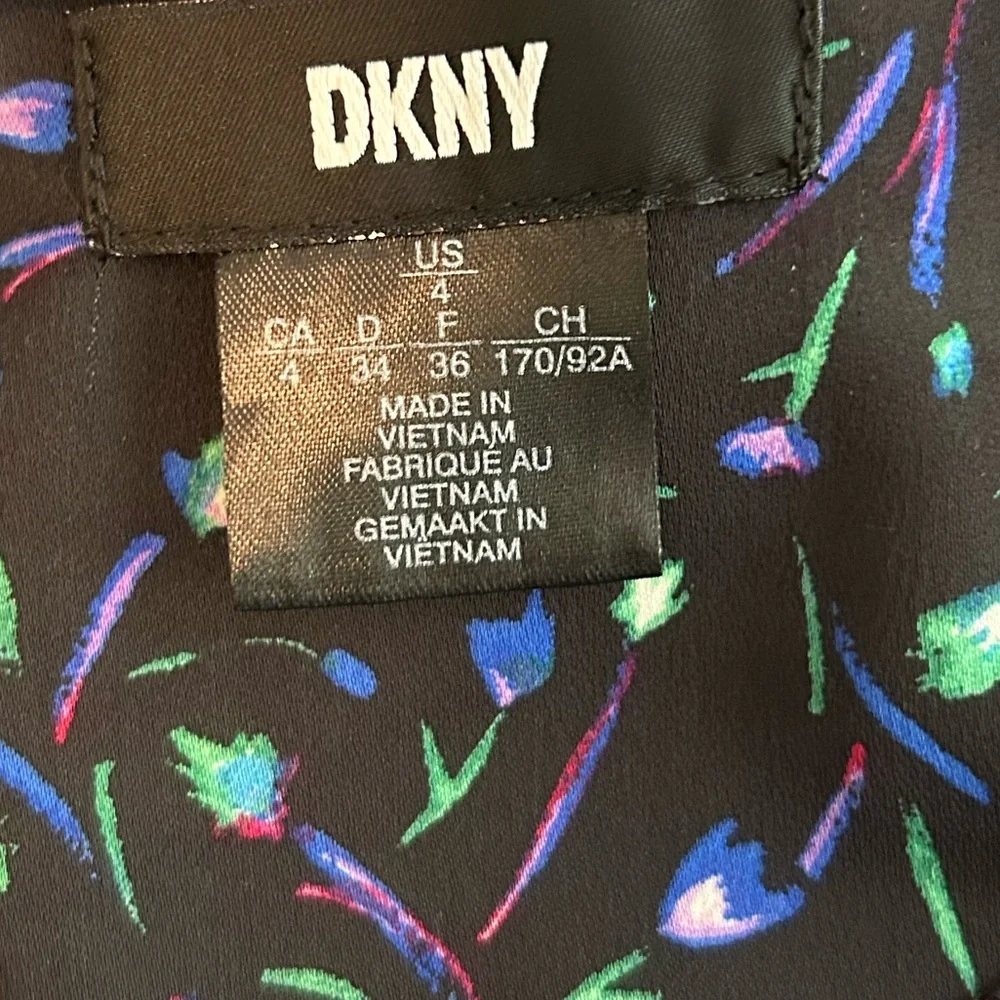 DKNY
US
4
CA D F CH
4 34 36 170/92A
MADE IN
VIETNAM
FABRIQUÉ AU
VIETNAM
GEMAAKT IN
VIETNAM